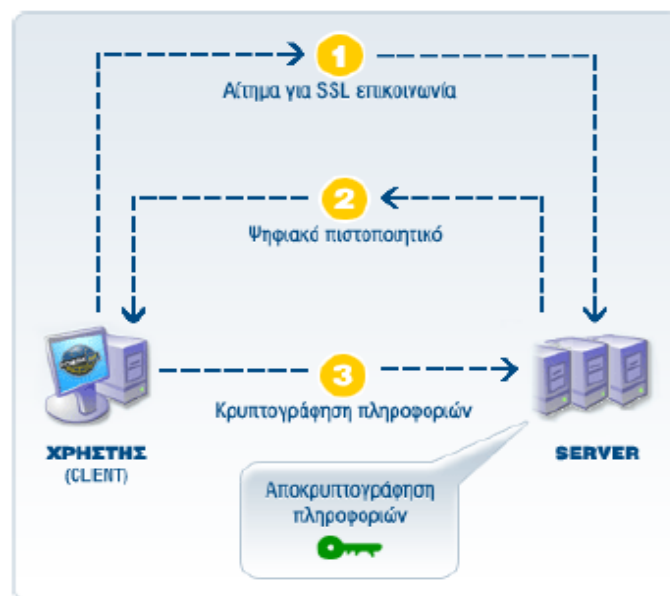 1
Αίτημα για SSL επικοινωνία
2
Ψηφιακό πιστοποιητικό
3
Κρυπτογράφηση πληροφοριών
ΧΡΗΣΤΗΣ
(CLIENT)
SERVER
Αποκρυπτογράφηση
πληροφοριών